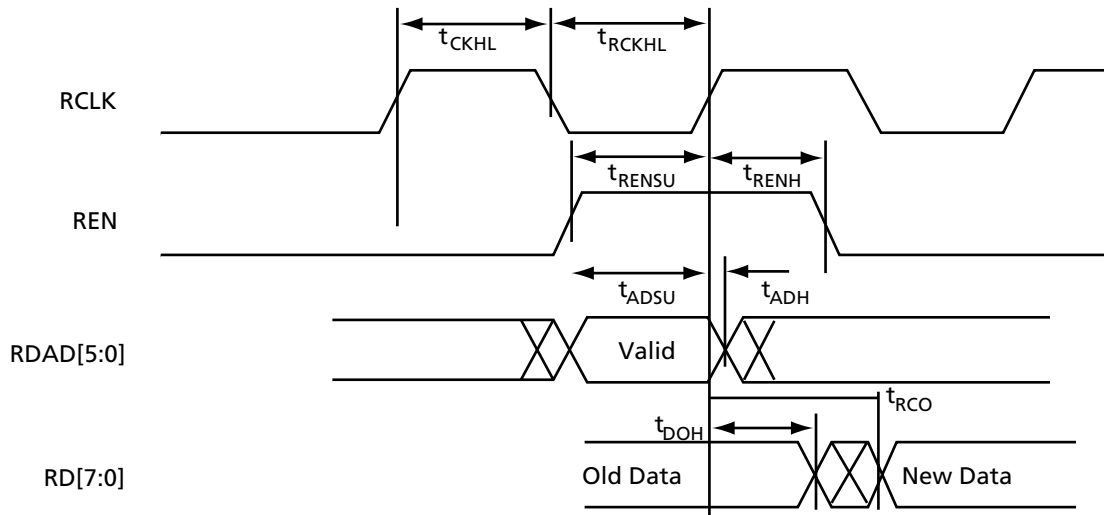 tCKHL tRCKHL
RCLK
tRENSU tRENH
REN
tADSU tADH
RDAD[5:0] Valid
tRCO
tDOH
RD[7:0] Old Data New Data